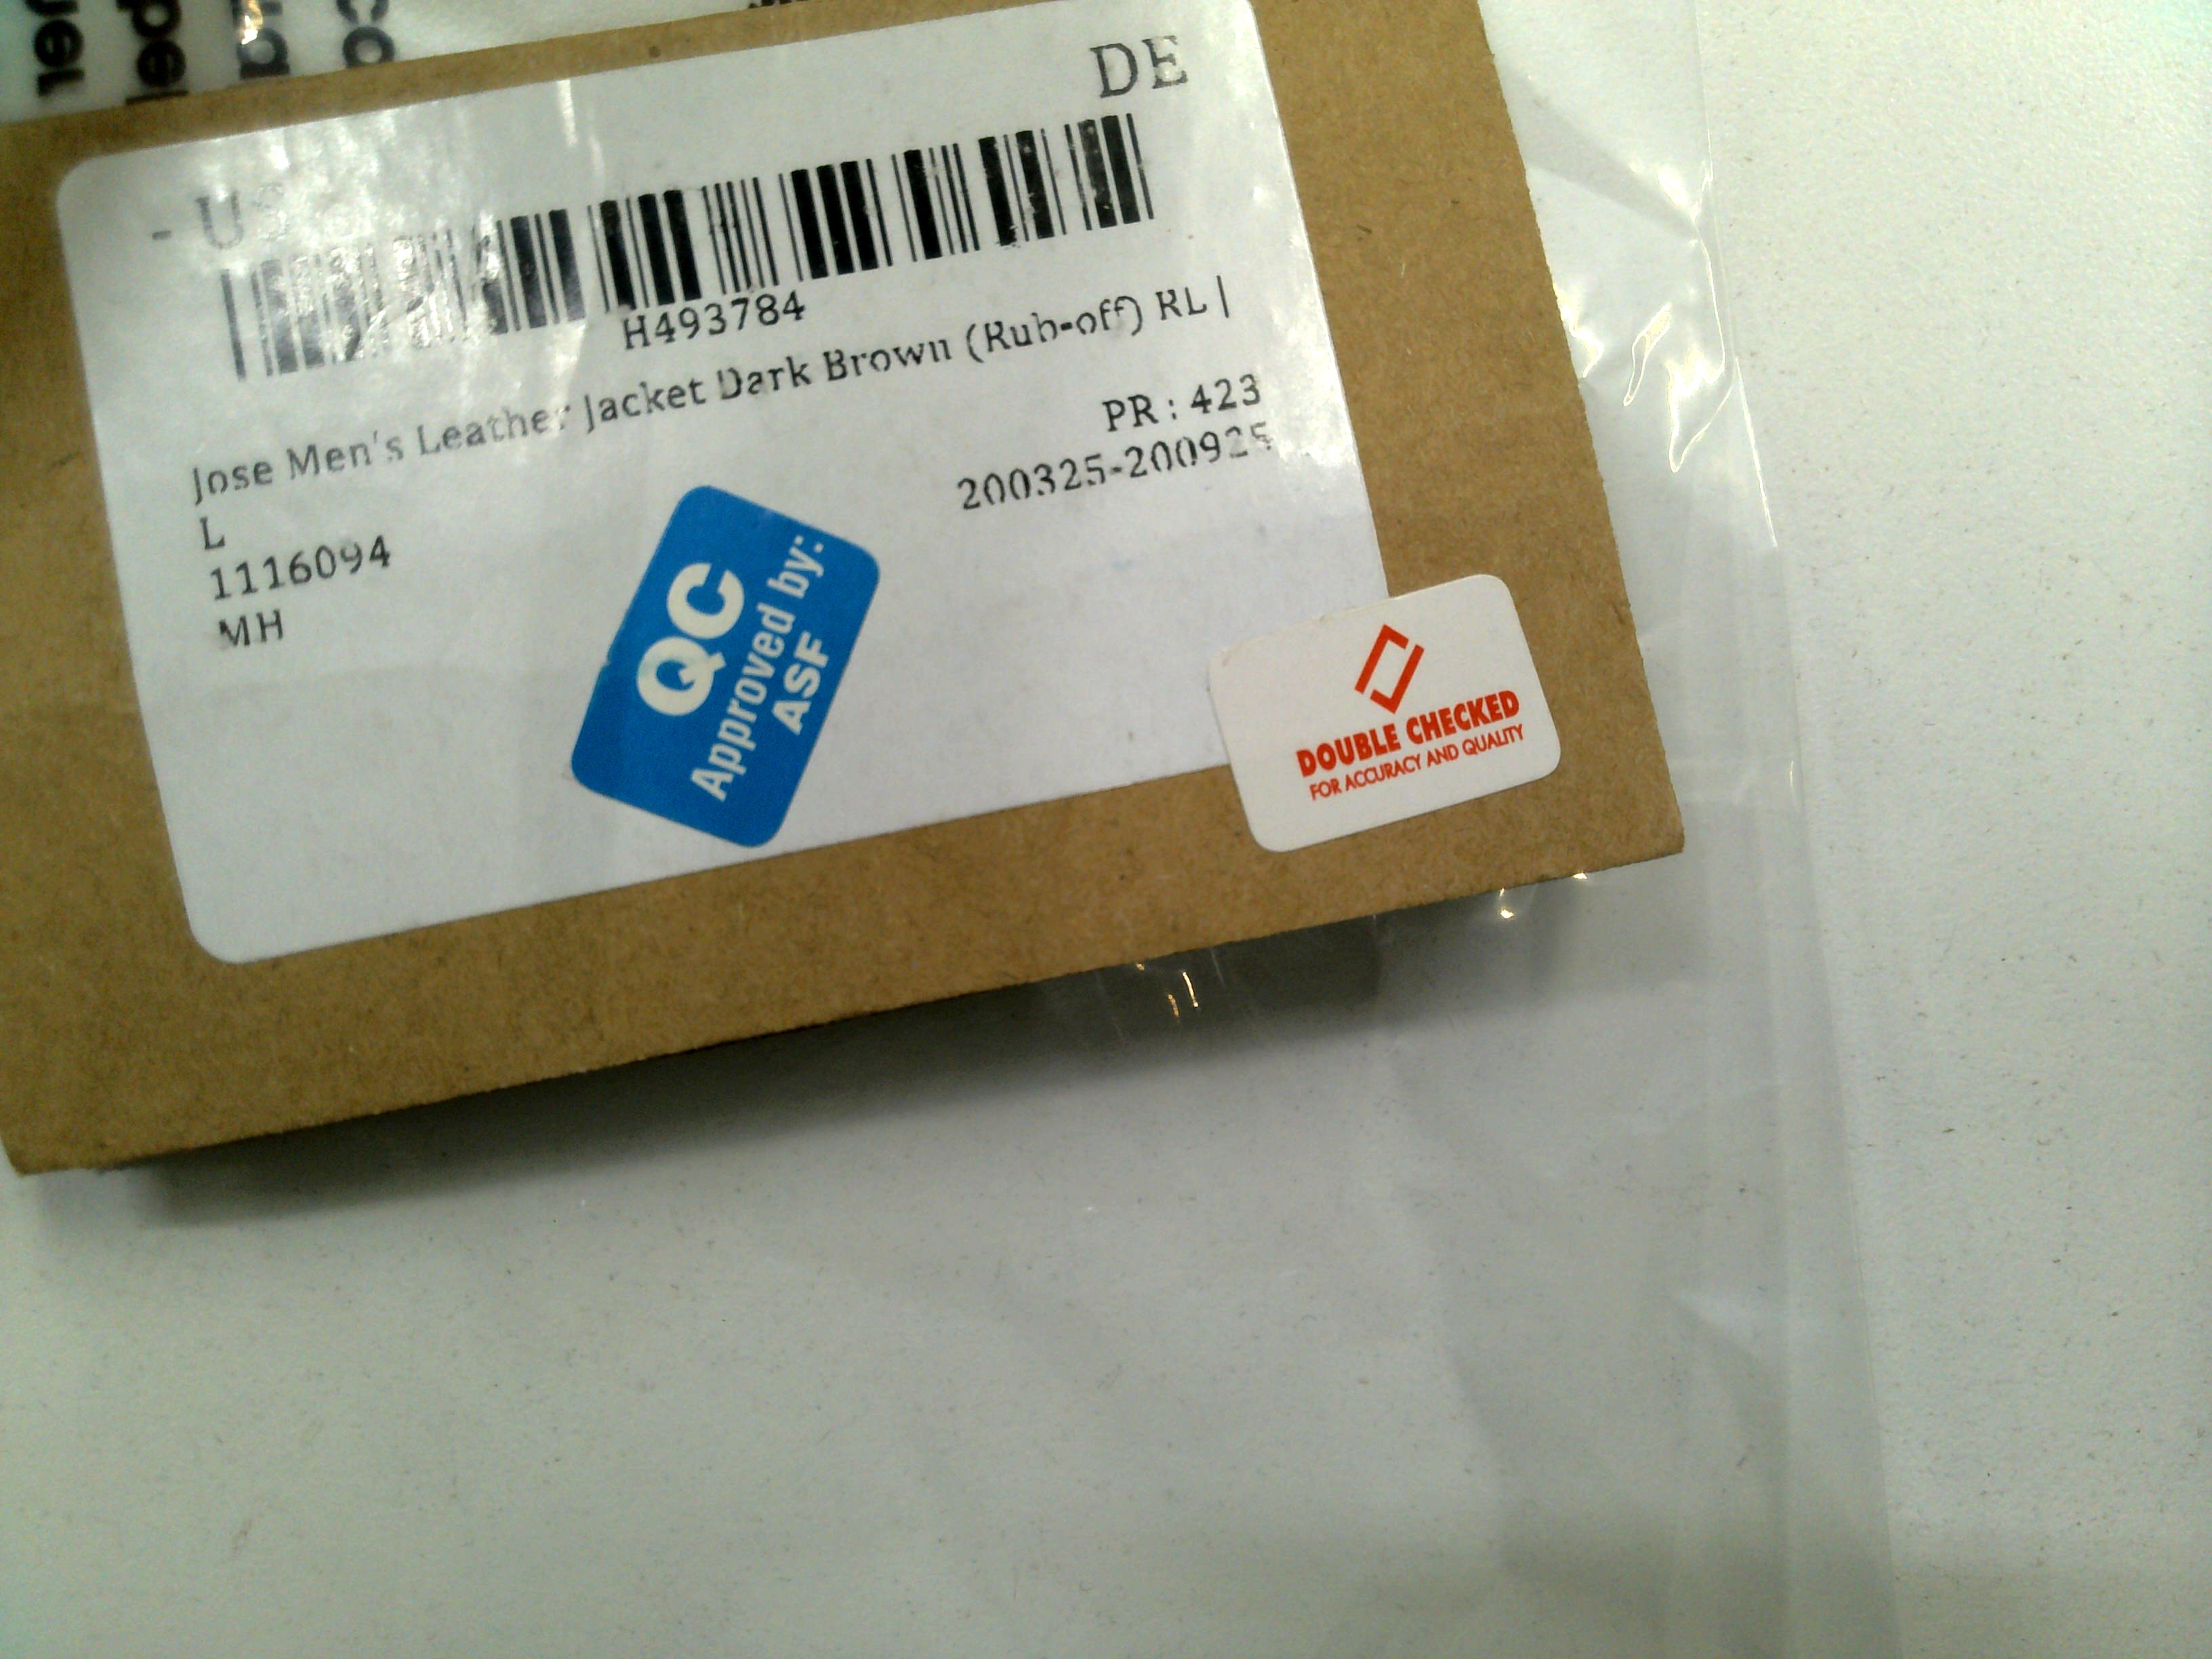 DE
- US
H493784
Jose Men's Leather Jacket Dark Brown (Rub-off) RL |
L
PR : 423
1116094
200325-200925
MH
QC
Approved by:
ASF
DOUBLE CHECKED
FOR ACCURACY AND QUALITY